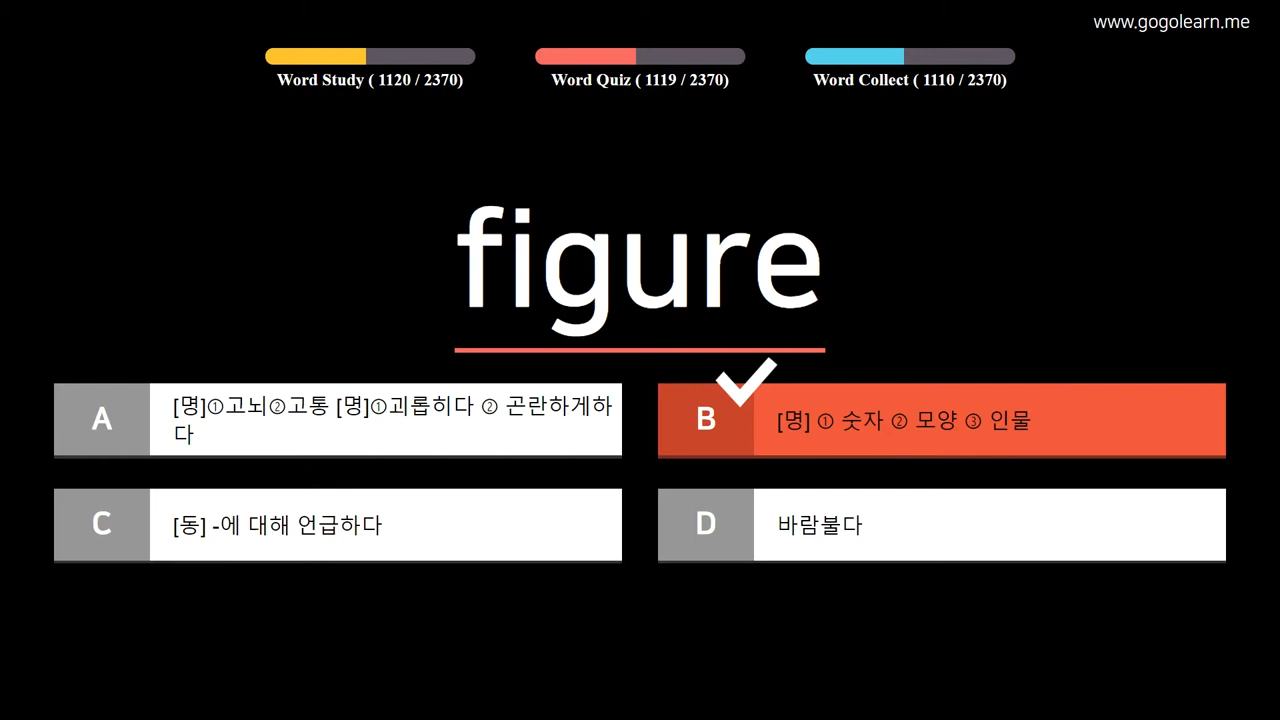 www.gogolearn.me
Word Study ( 1120 / 2370)
Word Quiz ( 1119 / 2370)
Word Collect ( 1110 / 2370)
figure
A
[명]①고뇌②고통 [명]①괴롭히다 ② 곤란하게하
다
B
[명] ① 숫자 ② 모양 ③ 인물
C
[동] -에 대해 언급하다
D
바람불다